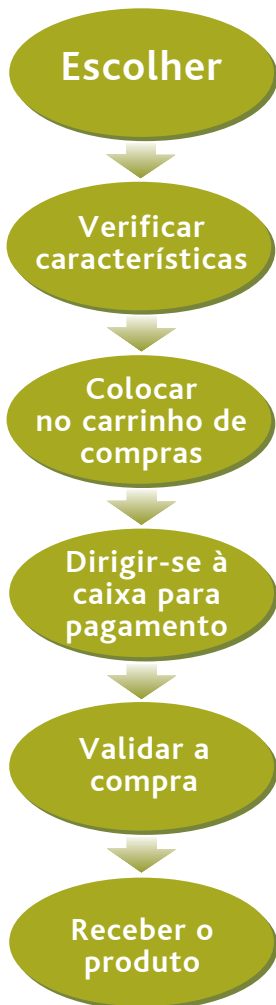 Escolher
Verificar
características
Colocar
no carrinho de
compras
Dirigir-se à
caixa para
pagamento
Validar a
compra
Receber o
produto